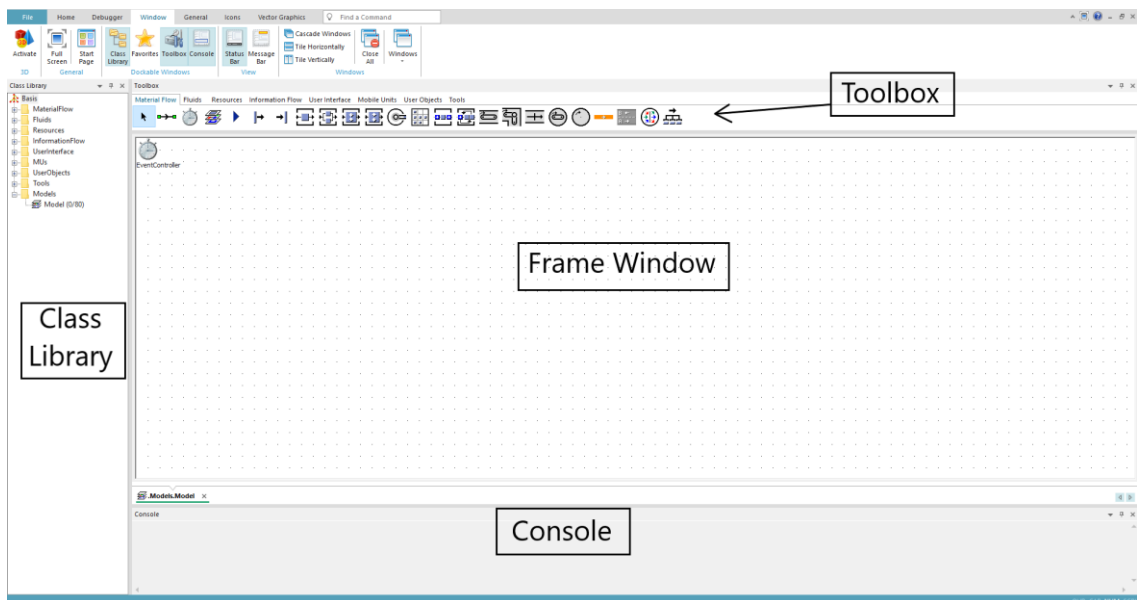 File Home Debugger Window General Icons Vector Graphics Find a Command
Activate Full Screen Start Page Class Library Favorites Toolbox Console Status Bar Message Bar Cascade Windows Tile Horizontally Tile Vertically Close All Windows
3D General Dockable Windows View Windows
Class Library
Toolbox
Basis
MaterialFlow
Fluids
Resources
InformationFlow
UserInterface
MUs
UserObjects
Tools
Models
Model (0/80)
Material Flow Fluids Resources Information Flow User Interface Mobile Units User Objects Tools
Toolbox
EventController
Frame Window
Class
Library
.Models.Model
Console
Console